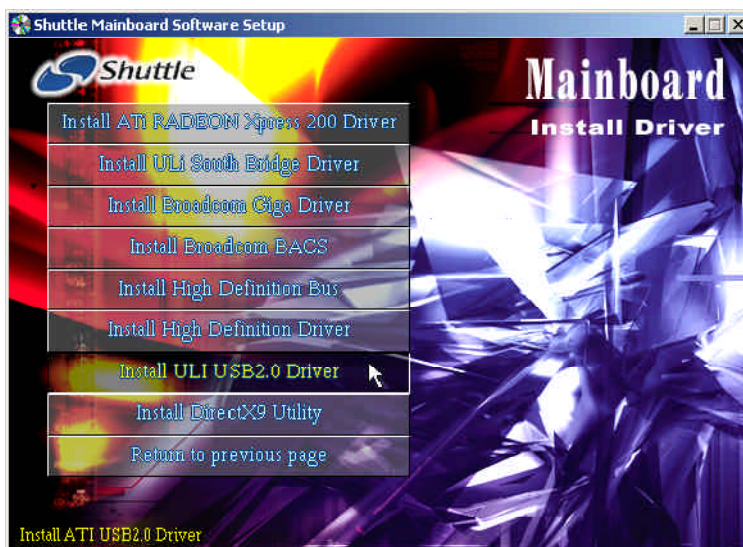 Shuttle Mainboard Software Setup
Shuttle
Mainboard
Install Driver
Install ATi RADEON Xpress 200 Driver
Install ULi South Bridge Driver
Install Broadcom Giga Driver
Install Broadcom BACS
Install High Definition Bus
Install High Definition Driver
Install ULI USB2.0 Driver
Install DirectX9 Utility
Return to previous page
Install ATI USB2.0 Driver